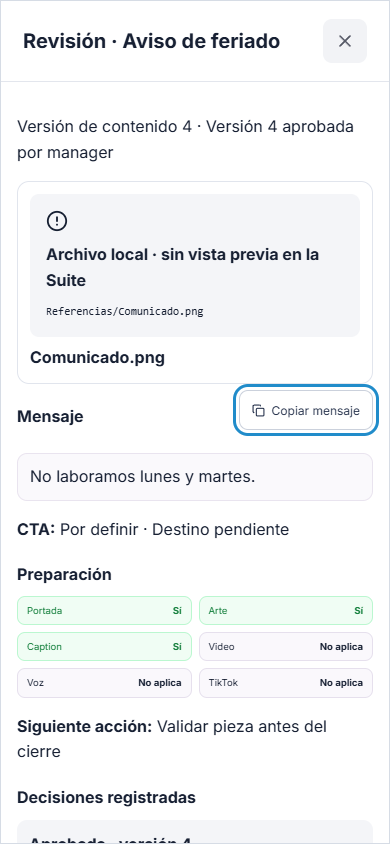 Revisión · Aviso de feriado
Versión de contenido 4 · Versión 4 aprobada
por manager
Archivo local · sin vista previa en la
Suite
Referencias/Comunicado.png
Comunicado.png
Mensaje
Copiar mensaje
No laboramos lunes y martes.
CTA: Por definir · Destino pendiente
Preparación
Portada Sí
Arte Sí
Caption Sí
Video No aplica
Voz No aplica
TikTok No aplica
Siguiente acción: Validar pieza antes del
cierre
Decisiones registradas
Aprobado · versión 4